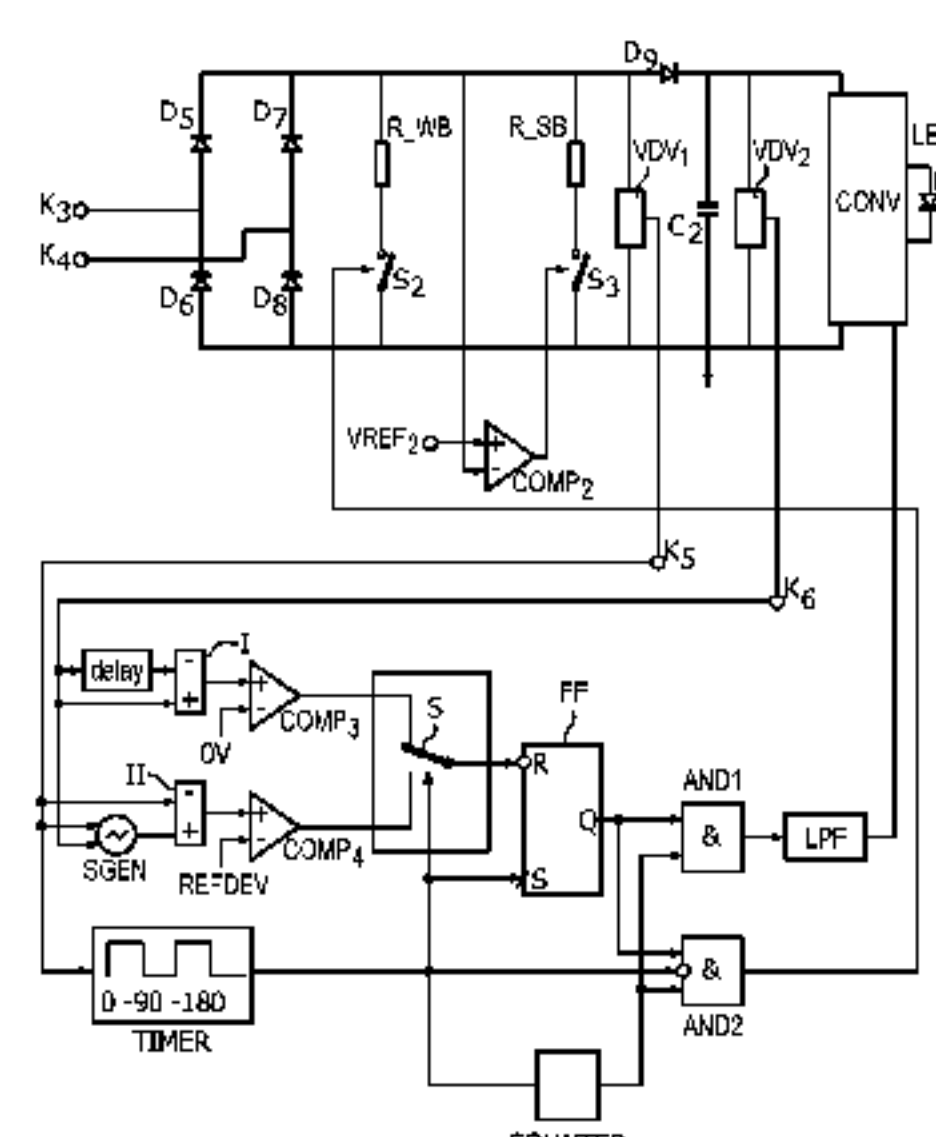 D9
D5
D7
R_WB
R_SB
VDV1
VDV2
K3
C2
CONV
K4
S2
S3
D6
D8
VREF2
+
-
COMP2
K5
K6
delay
-
I
+
+
-
COMP3
S
FF
0V
R
II
-
AND1
+
+
-
Q
&
LPF
SGEN
COMP4
REFDEV
S
0 -90 -180
&
TIMER
AND2